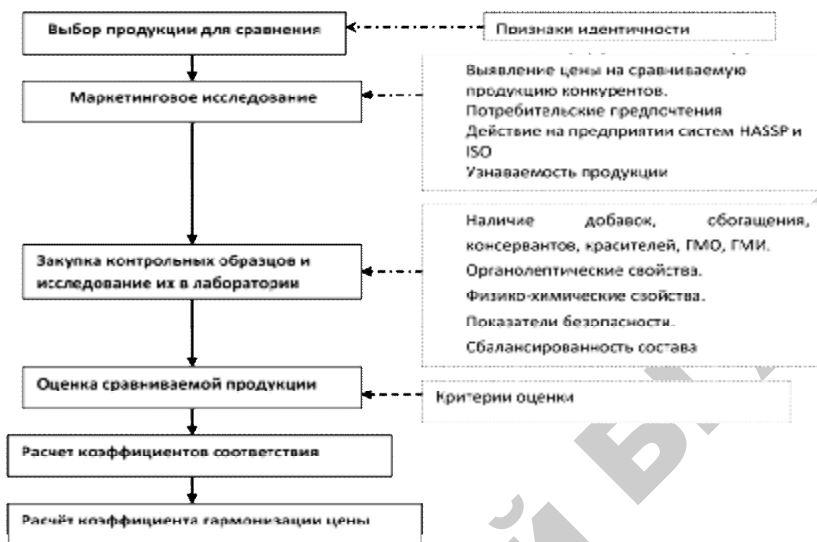 Выбор продукции для сравнения
Признаки идентичности
Маркетинговое исследование
Выявление цены на сравниваемую
продукцию конкурентов.
Потребительские предпочтения
Действие на предприятии систем HASSP и
ISO
Узнаваемость продукции
Закупка контрольных образцов и
исследование их в лаборатории
Наличие добавок, обогащения,
консервантов, красителей, ГМО, ГМИ.
Органолептические свойства.
Физико-химические свойства.
Показатели безопасности.
Сбалансированность состава
Оценка сравниваемой продукции
Критерии оценки
Расчет коэффициентов соответствия
Расчёт коэффициента гармонизации цены